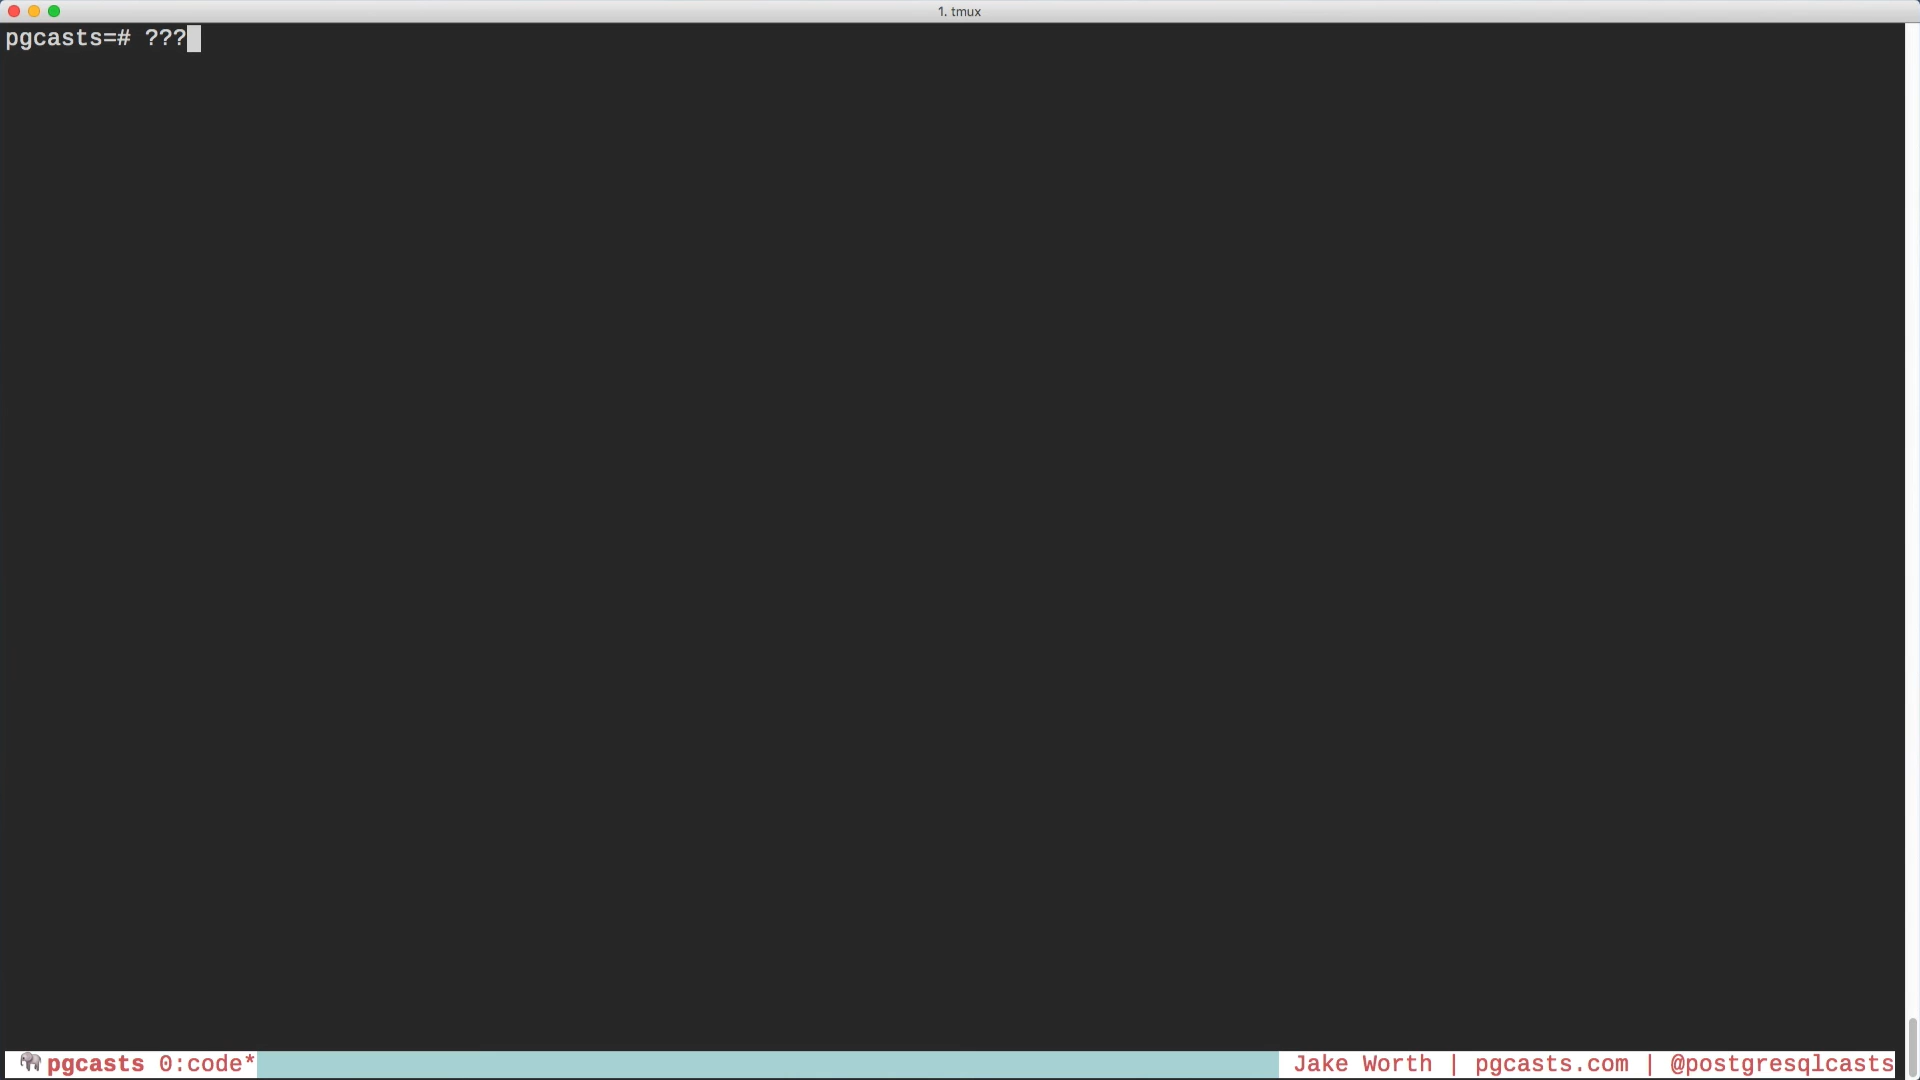 1. tmux
pgcasts=# ???
pgcasts 0:code*
Jake Worth | pgcasts.com | @postgresqlcasts